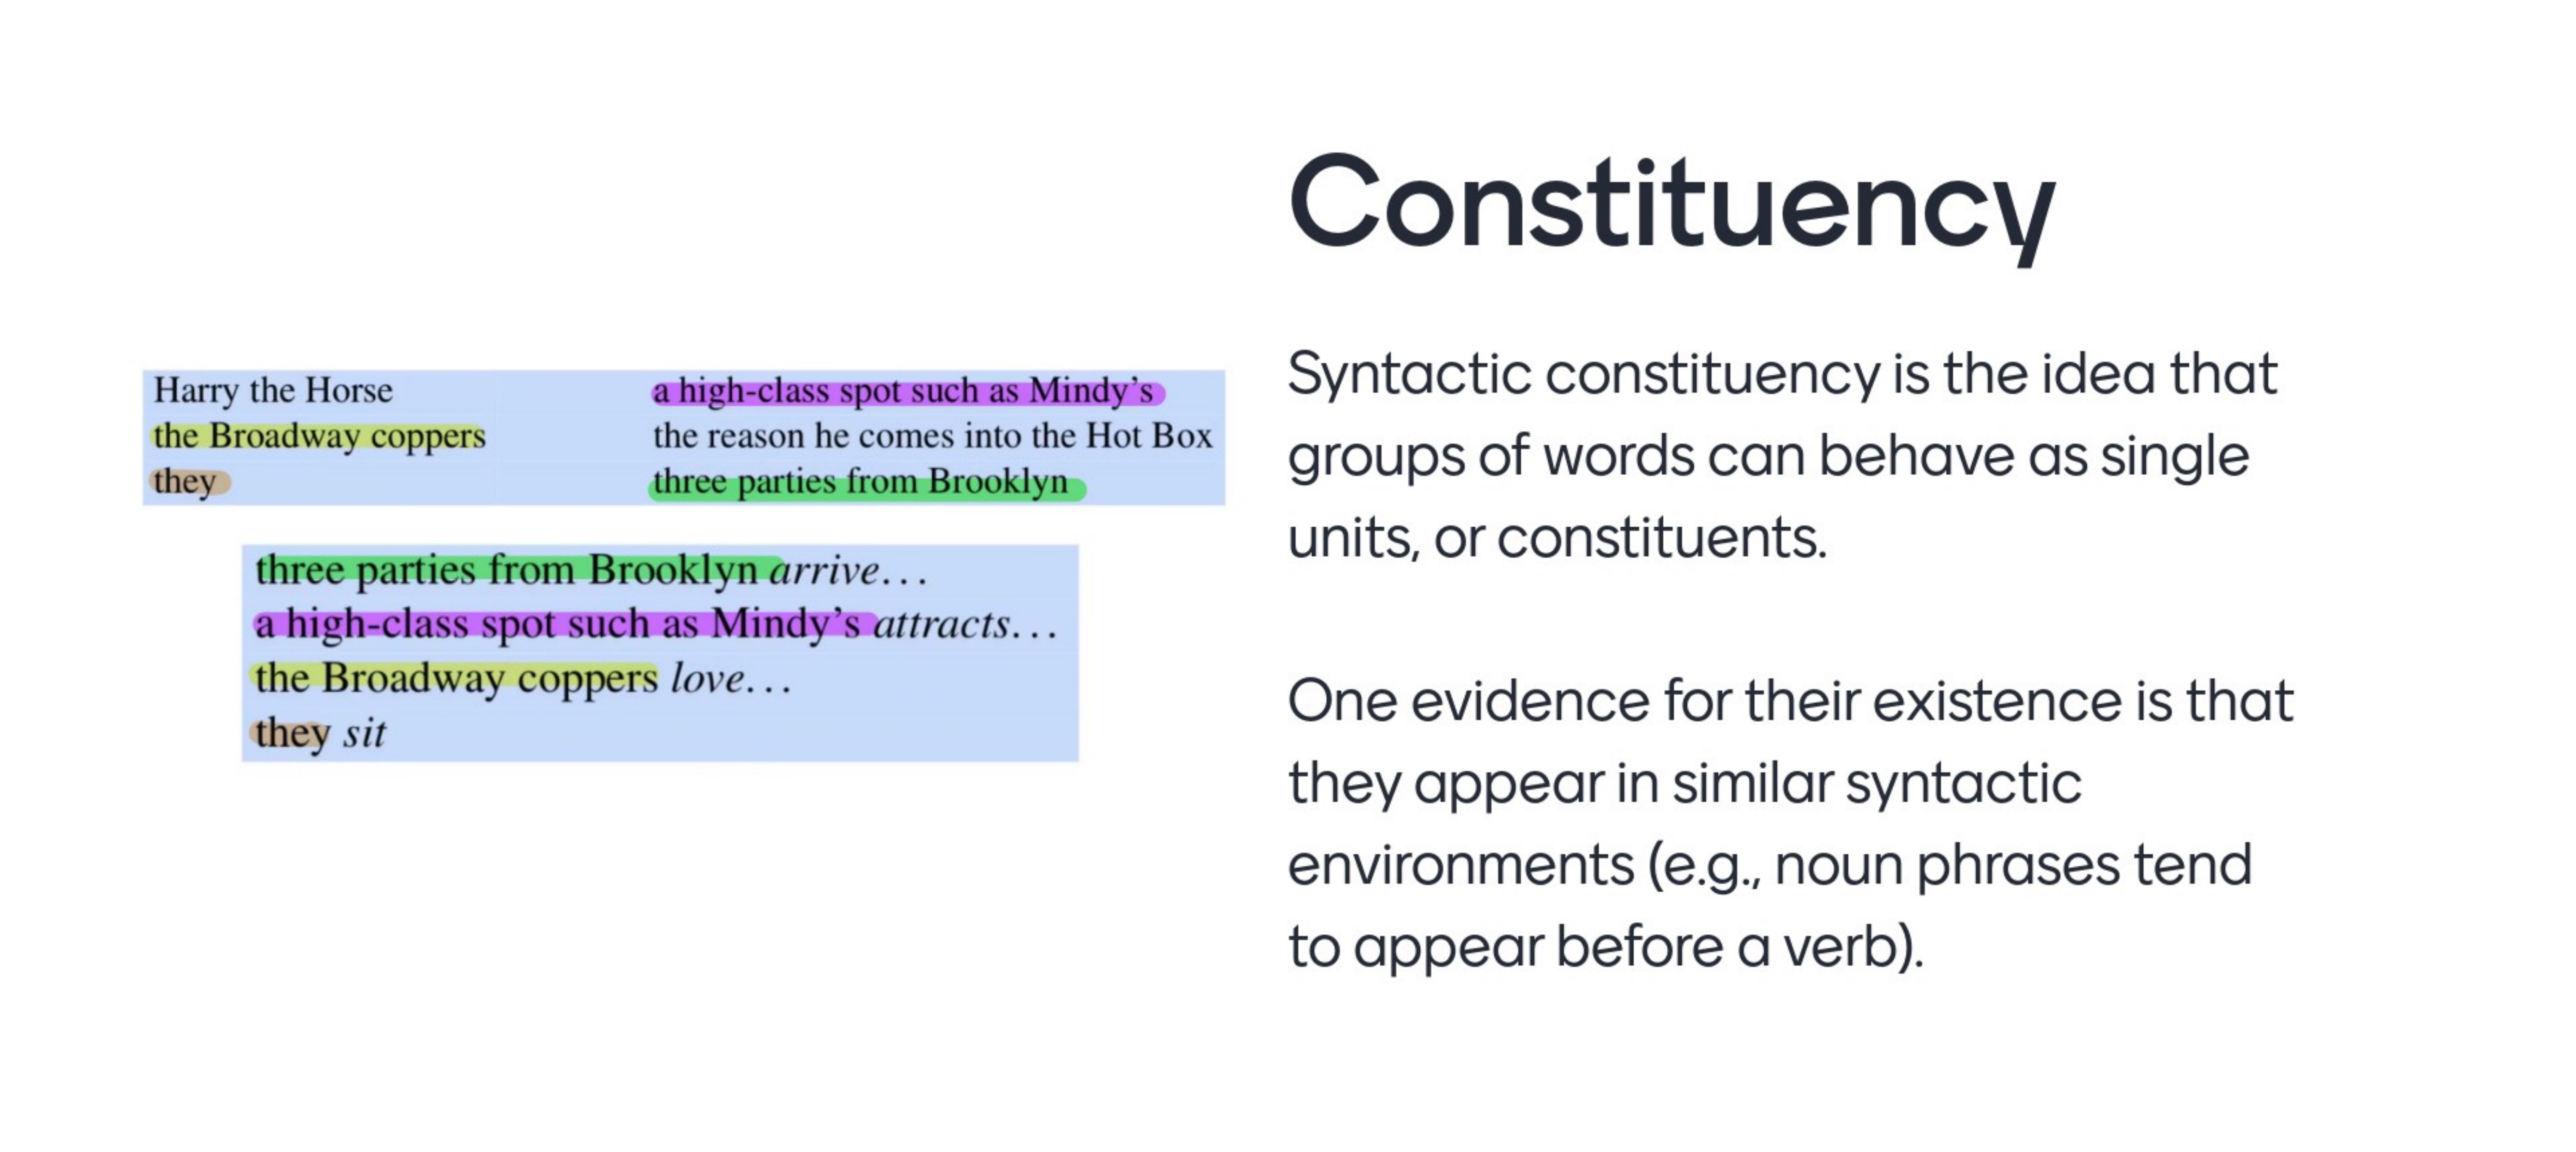 Constituency
Harry the Horse
the Broadway coppers
they
a high-class spot such as Mindy's
the reason he comes into the Hot Box
three parties from Brooklyn
three parties from Brooklyn arrive...
a high-class spot such as Mindy's attracts...
the Broadway coppers love...
they sit
Syntactic constituency is the idea that
groups of words can behave as single
units, or constituents.
One evidence for their existence is that
they appear in similar syntactic
environments (e.g., noun phrases tend
to appear before a verb).